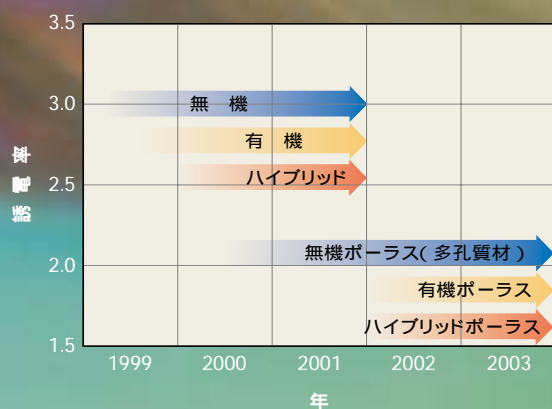 3.5
3.0
2.5
2.0
1.5
誘電率
無 機
有 機
ハイブリッド
無機ポーラス(多孔質材)
有機ポーラス
ハイブリッドポーラス
1999 2000 2001 2002 2003
年